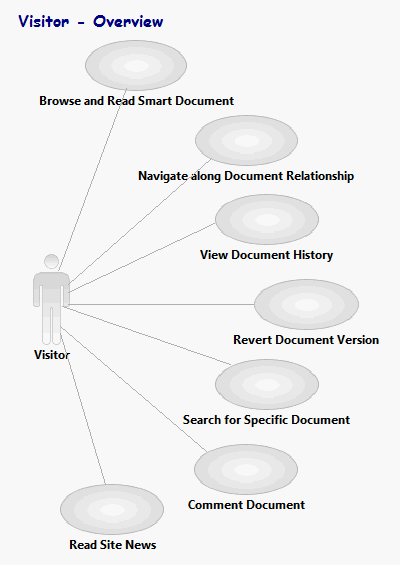 Visitor - Overview
Browse and Read Smart Document
Navigate along Document Relationship
View Document History
Revert Document Version
Visitor
Search for Specific Document
Comment Document
Read Site News